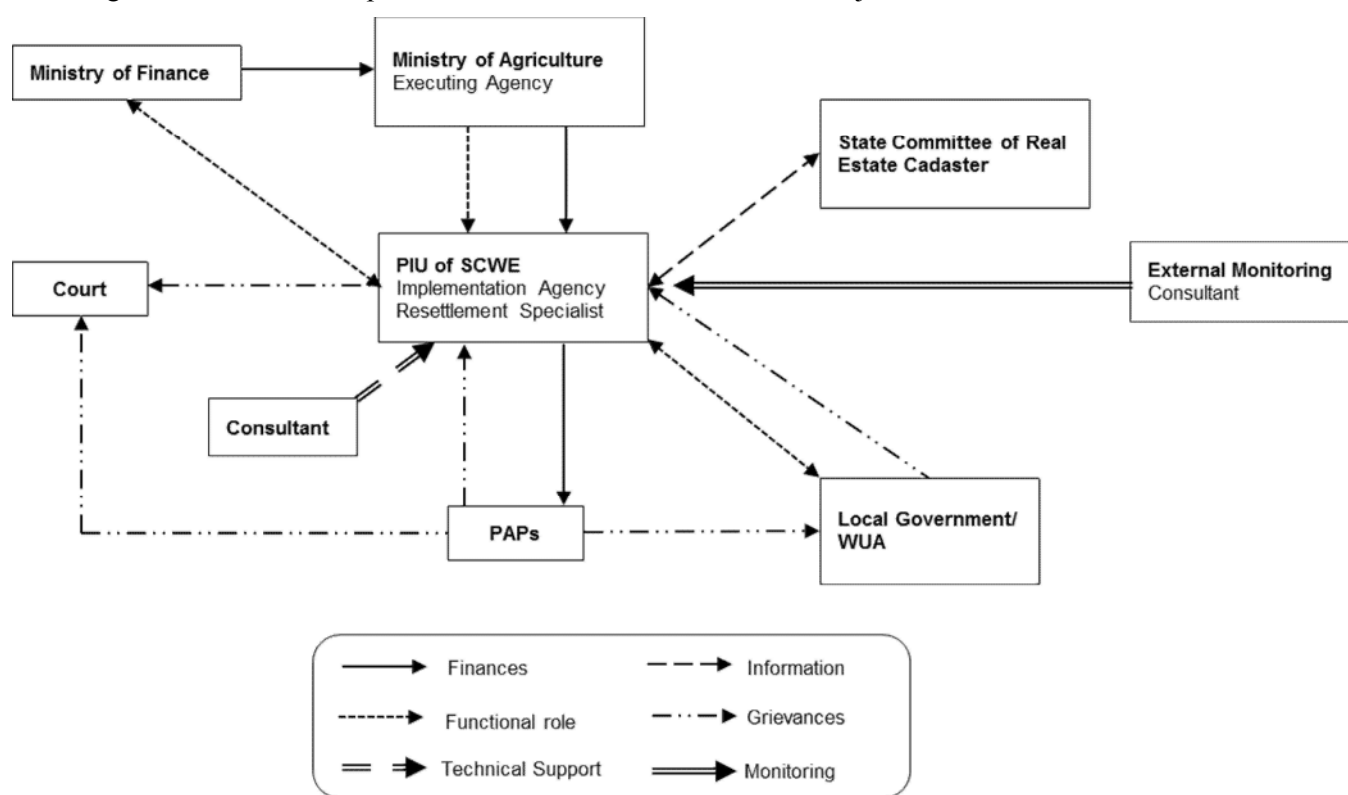 Ministry of Finance
Ministry of Agriculture
Executing Agency
State Committee of Real
Estate Cadaster
PIU of SCWE
Implementation Agency
Resettlement Specialist
External Monitoring
Consultant
Court
Consultant
PAPs
Local Government/
WUA
Finances
Information
Functional role
Grievances
Technical Support
Monitoring